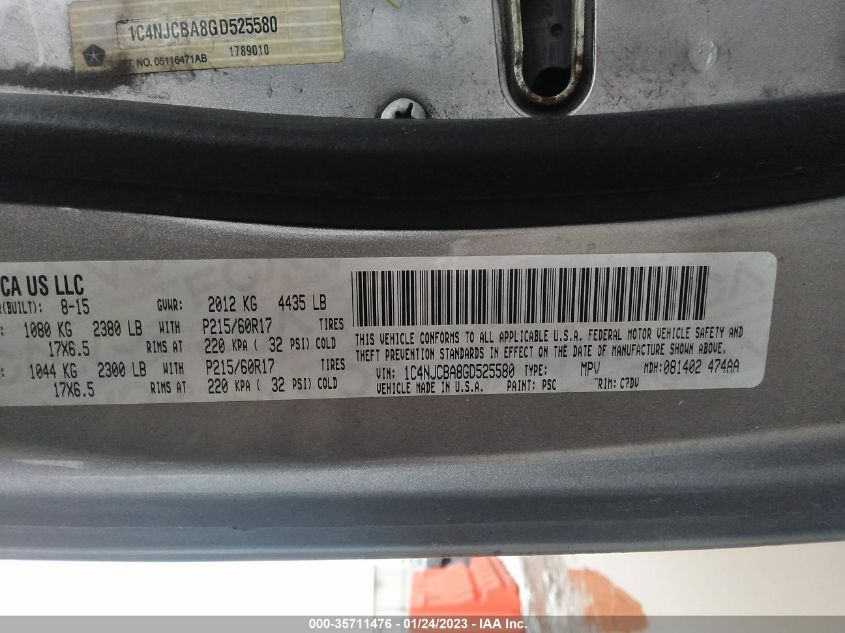 1C4NJCBA8GD525580
T NO. 05116471AB 1789010
CA US LLC
R(BUILT): 8-15 GVWR: 2012 KG 4435 LB
: 1080 KG 2380 LB WITH P215/60R17 TIRES
17X6.5 RIMS AT 220 KPA ( 32 PSI) COLD
: 1044 KG 2300 LB WITH P215/60R17 TIRES
17X6.5 RIMS AT 220 KPA ( 32 PSI) COLD
THIS VEHICLE CONFORMS TO ALL APPLICABLE U.S.A. FEDERAL MOTOR VEHICLE SAFETY AND
THEFT PREVENTION STANDARDS IN EFFECT ON THE DATE OF MANUFACTURE SHOWN ABOVE.
VIN: 1C4NJCBA8GD525580 TYPE: MPV MDH:081402 474AA
VEHICLE MADE IN U.S.A. PAINT: PSC TRIM: C7DV
000-35711476 - 01/24/2023 - IAA Inc.